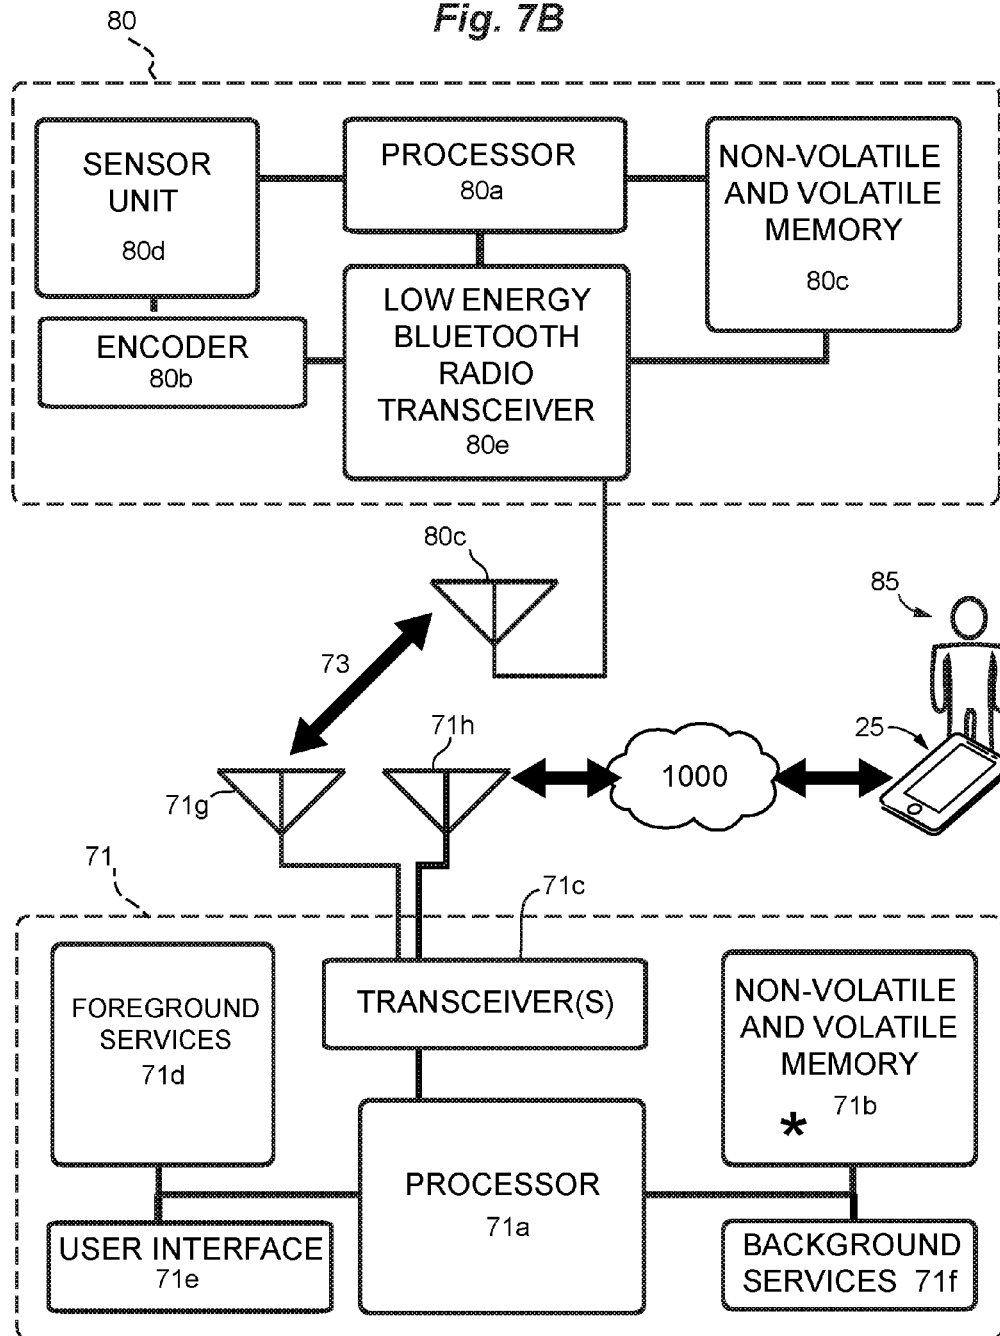 Fig. 7B
80
SENSOR
UNIT
80d
PROCESSOR
80a
NON-VOLATILE
AND VOLATILE
MEMORY
80c
ENCODER
80b
LOW ENERGY
BLUETOOTH
RADIO
TRANSCEIVER
80e
80c
85
73
25
71h
1000
71g
71
71c
FOREGROUND
SERVICES
71d
TRANSCEIVER(S)
NON-VOLATILE
AND VOLATILE
MEMORY
71b
*
PROCESSOR
71a
USER INTERFACE
71e
BACKGROUND
SERVICES 71f